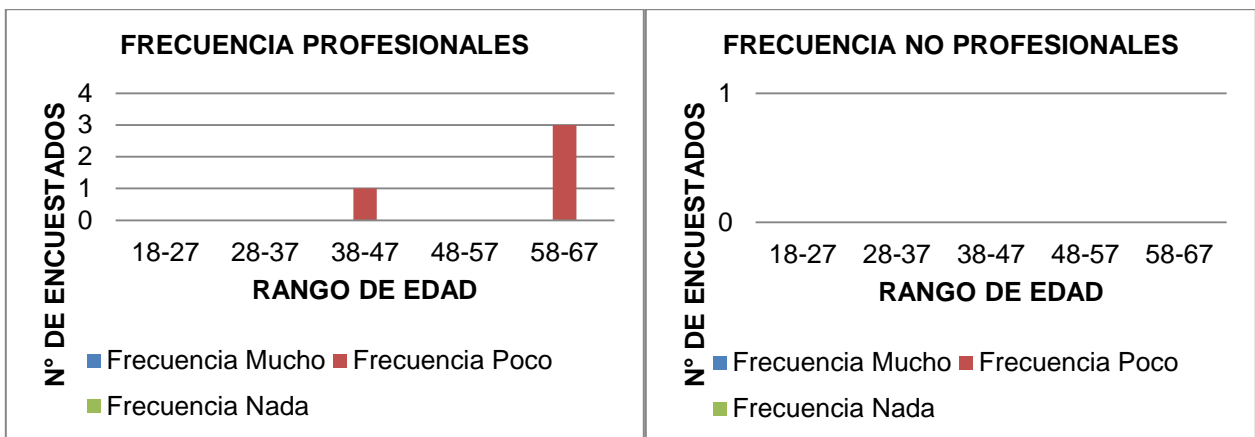 FRECUENCIA PROFESIONALES
N° DE ENCUESTADOS
4
3
2
1
0
18-27 28-37 38-47 48-57 58-67
RANGO DE EDAD
Frecuencia Mucho Frecuencia Poco
Frecuencia Nada
FRECUENCIA NO PROFESIONALES
N° DE ENCUESTADOS
1
0
18-27 28-37 38-47 48-57 58-67
RANGO DE EDAD
Frecuencia Mucho Frecuencia Poco
Frecuencia Nada